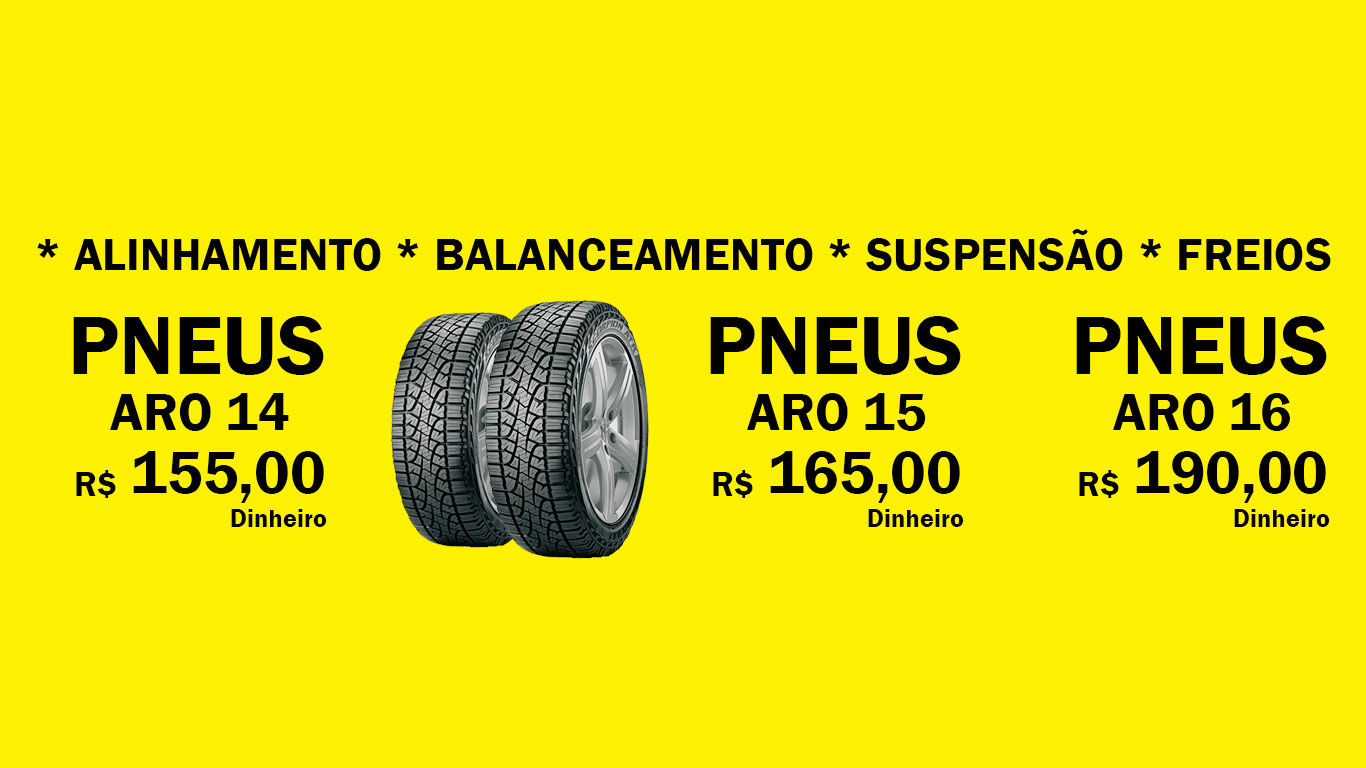 * ALINHAMENTO * BALANCEAMENTO * SUSPENSÃO * FREIOS
PNEUS
ARO 14
R$ 155,00
Dinheiro
PNEUS
ARO 15
R$ 165,00
Dinheiro
PNEUS
ARO 16
R$ 190,00
Dinheiro